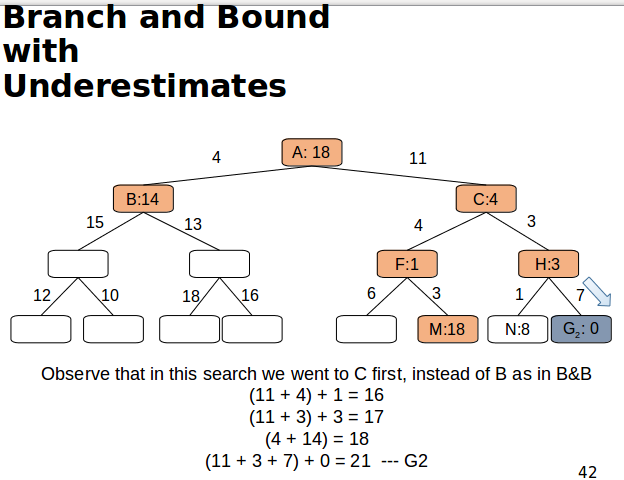 Branch and Bound
with
Underestimates
A: 18
4
11
B:14
C:4
15
13
4
3
F:1
H:3
12
10
18
16
6
3
1
7
M:18
N:8
G2: 0
Observe that in this search we went to C first, instead of B as in B&B
(11 + 4) + 1 = 16
(11 + 3) + 3 = 17
(4 + 14) = 18
(11 + 3 + 7) + 0 = 21 --- G2
42